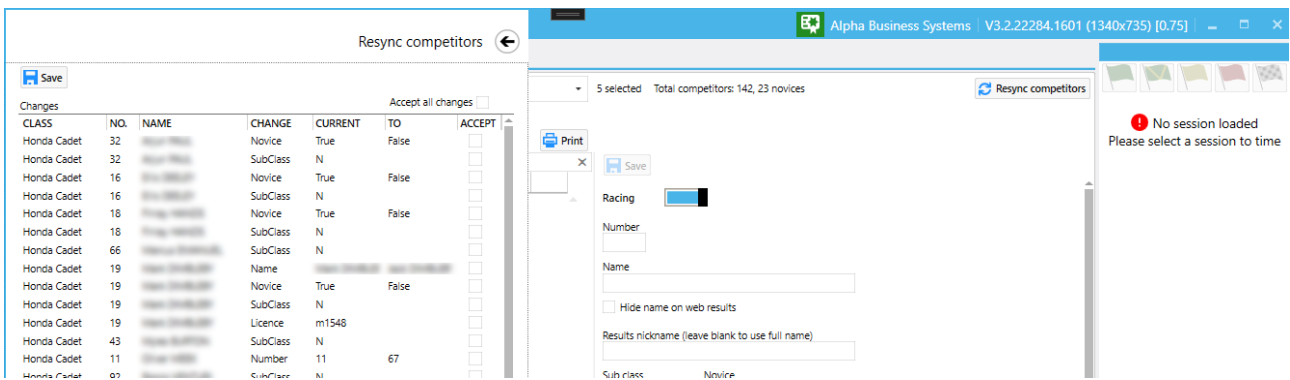 Alpha Business Systems V3.2.22284.1601 (1340x735) [0.75]
Resync competitors
Save
Changes Accept all changes
CLASS NO. NAME CHANGE CURRENT TO ACCEPT
Honda Cadet 32 Novice True False
Honda Cadet 32 SubClass N
Honda Cadet 16 Novice True False
Honda Cadet 16 SubClass N
Honda Cadet 18 Novice True False
Honda Cadet 18 SubClass N
Honda Cadet 66 SubClass N
Honda Cadet 19 Name
Honda Cadet 19 Novice True False
Honda Cadet 19 SubClass N
Honda Cadet 19 Licence m1548
Honda Cadet 43 SubClass N
Honda Cadet 11 Number 11 67
Honda Cadet 92 SubClass N
5 selected Total competitors: 142, 23 novices
Resync competitors
Print
Save
Racing
Number
Name
Hide name on web results
Results nickname (leave blank to use full name)
Sub class Novice
No session loaded
Please select a session to time